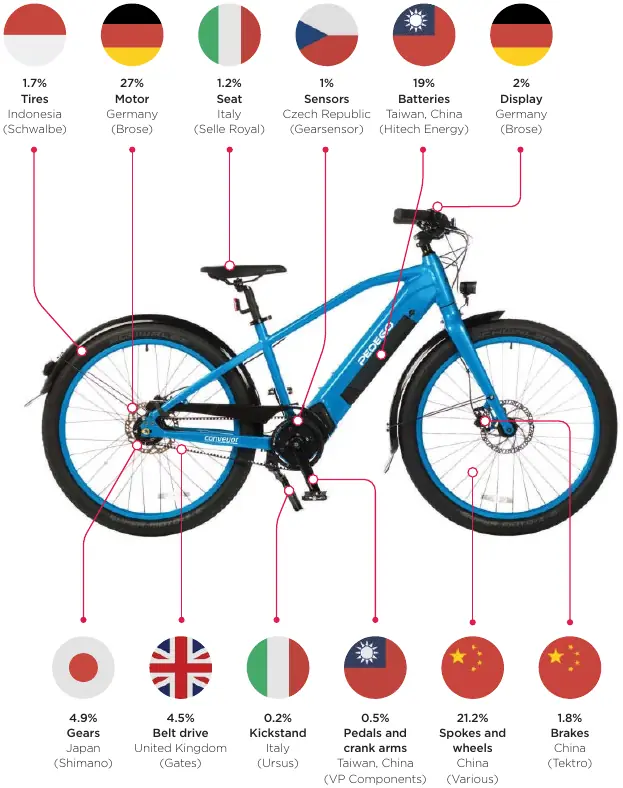 1.7%
Tires
Indonesia
(Schwalbe)
27%
Motor
Germany
(Brose)
1.2%
Seat
Italy
(Selle Royal)
1%
Sensors
Czech Republic
(Gearsensor)
19%
Batteries
Taiwan, China
(Hitech Energy)
2%
Display
Germany
(Brose)
PEDEGO
conveyor
4.9%
Gears
Japan
(Shimano)
4.5%
Belt drive
United Kingdom
(Gates)
0.2%
Kickstand
Italy
(Ursus)
0.5%
Pedals and
crank arms
Taiwan, China
(VP Components)
21.2%
Spokes and
wheels
China
(Various)
1.8%
Brakes
China
(Tektro)